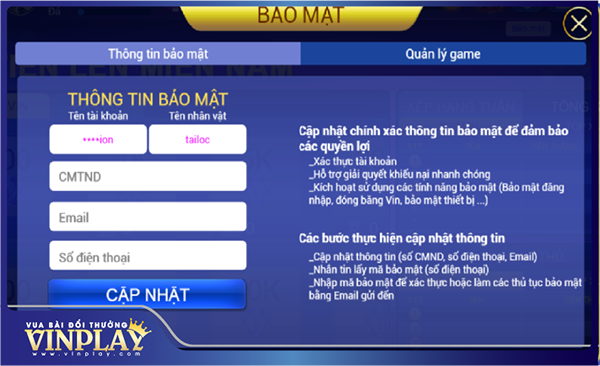 BẢO MẬT
Thông tin bảo mật
Quản lý game
THÔNG TIN BẢO MẬT
Tên tài khoản
Tên nhân vật
****ion
tailoc
CMTND
Email
Số điện thoại
CẬP NHẬT
Cập nhật chính xác thông tin bảo mật để đảm bảo
các quyền lợi
_Xác thực tài khoản
_Hỗ trợ giải quyết khiếu nại nhanh chóng
_Kích hoạt sử dụng các tính năng bảo mật (Bảo mật đăng
nhập, đóng băng Vin, bảo mật thiết bị ...)
Các bước thực hiện cập nhật thông tin
_Cập nhật thông tin (số CMND, số điện thoại, Email)
_Nhắn tin lấy mã bảo mật (số điện thoại)
_Nhập mã bảo mật để xác thực hoặc làm các thủ tục bảo mật
bằng Email gửi đến
VUA BÀI ĐỔI THƯỞNG
VINPLAY
www.vinplay.com